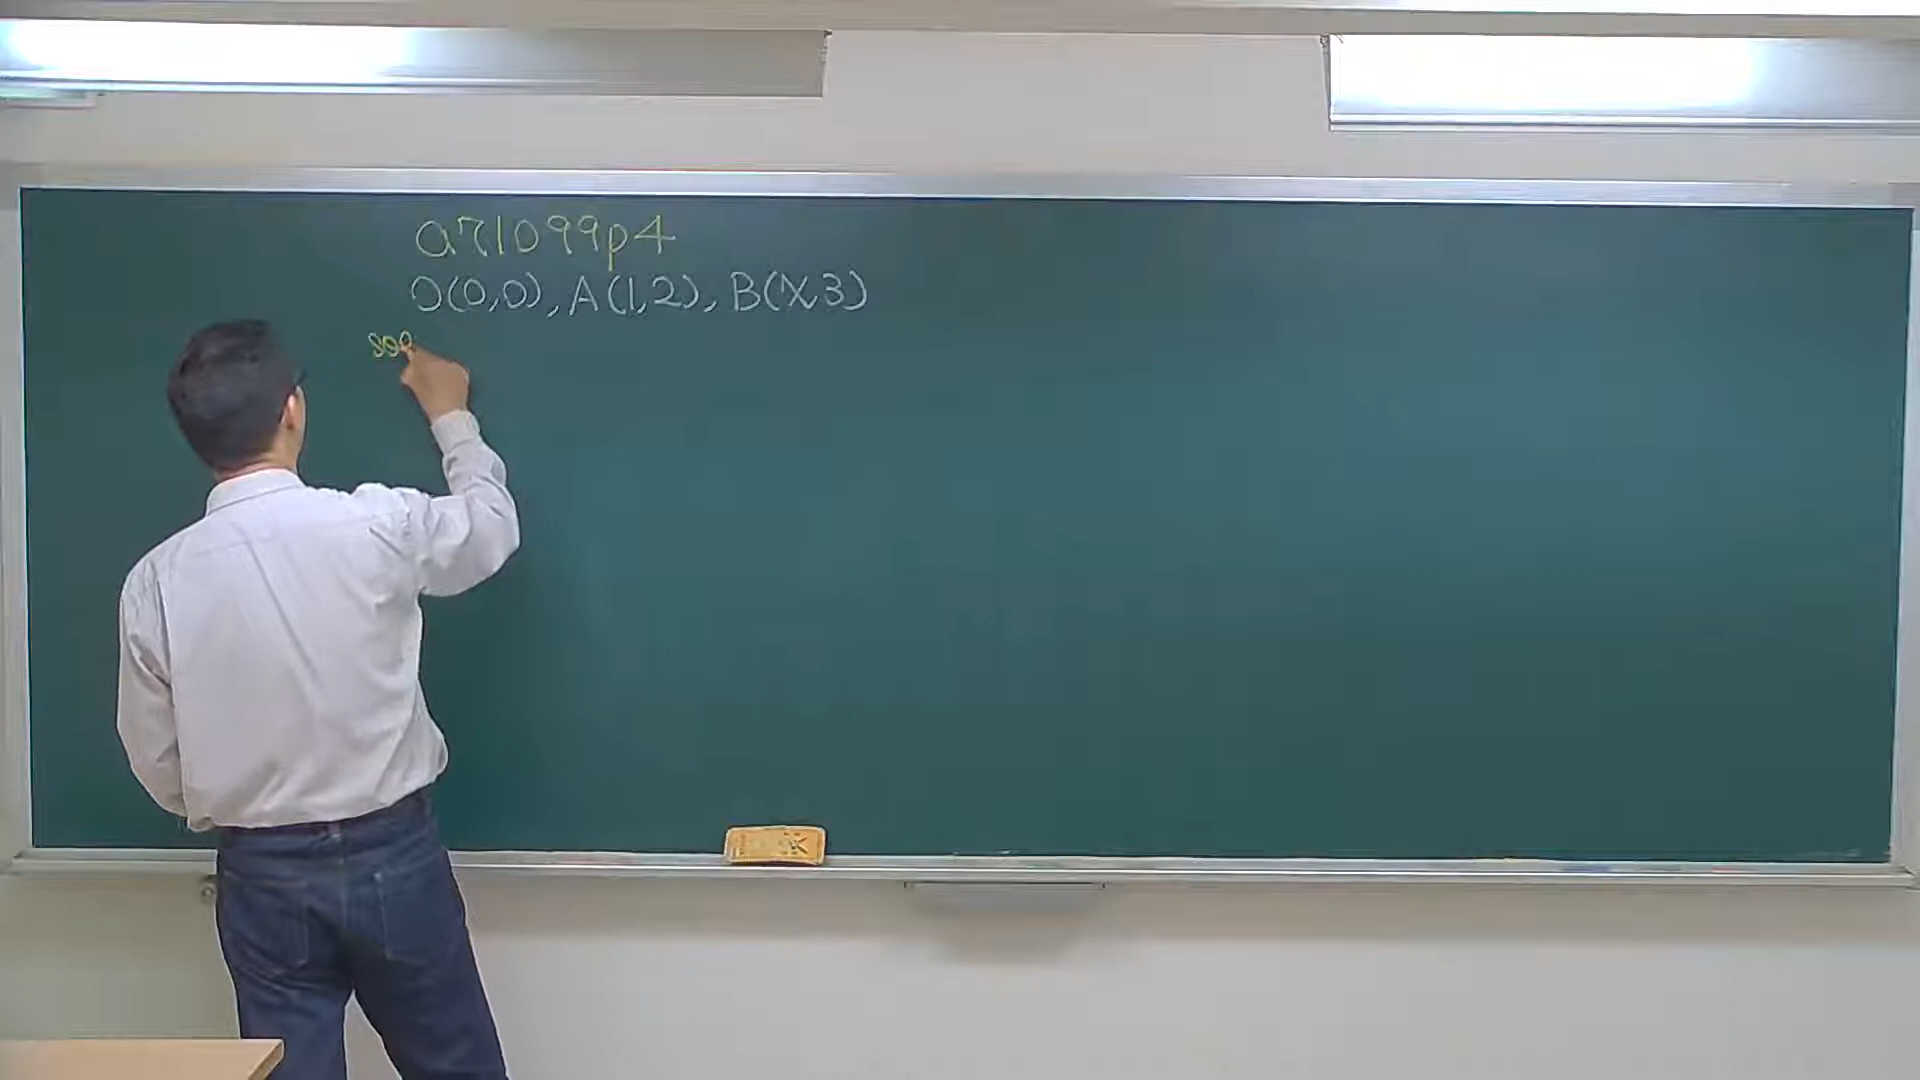 a71099p4
O(0,0), A(1,2), B(X,3)
sol